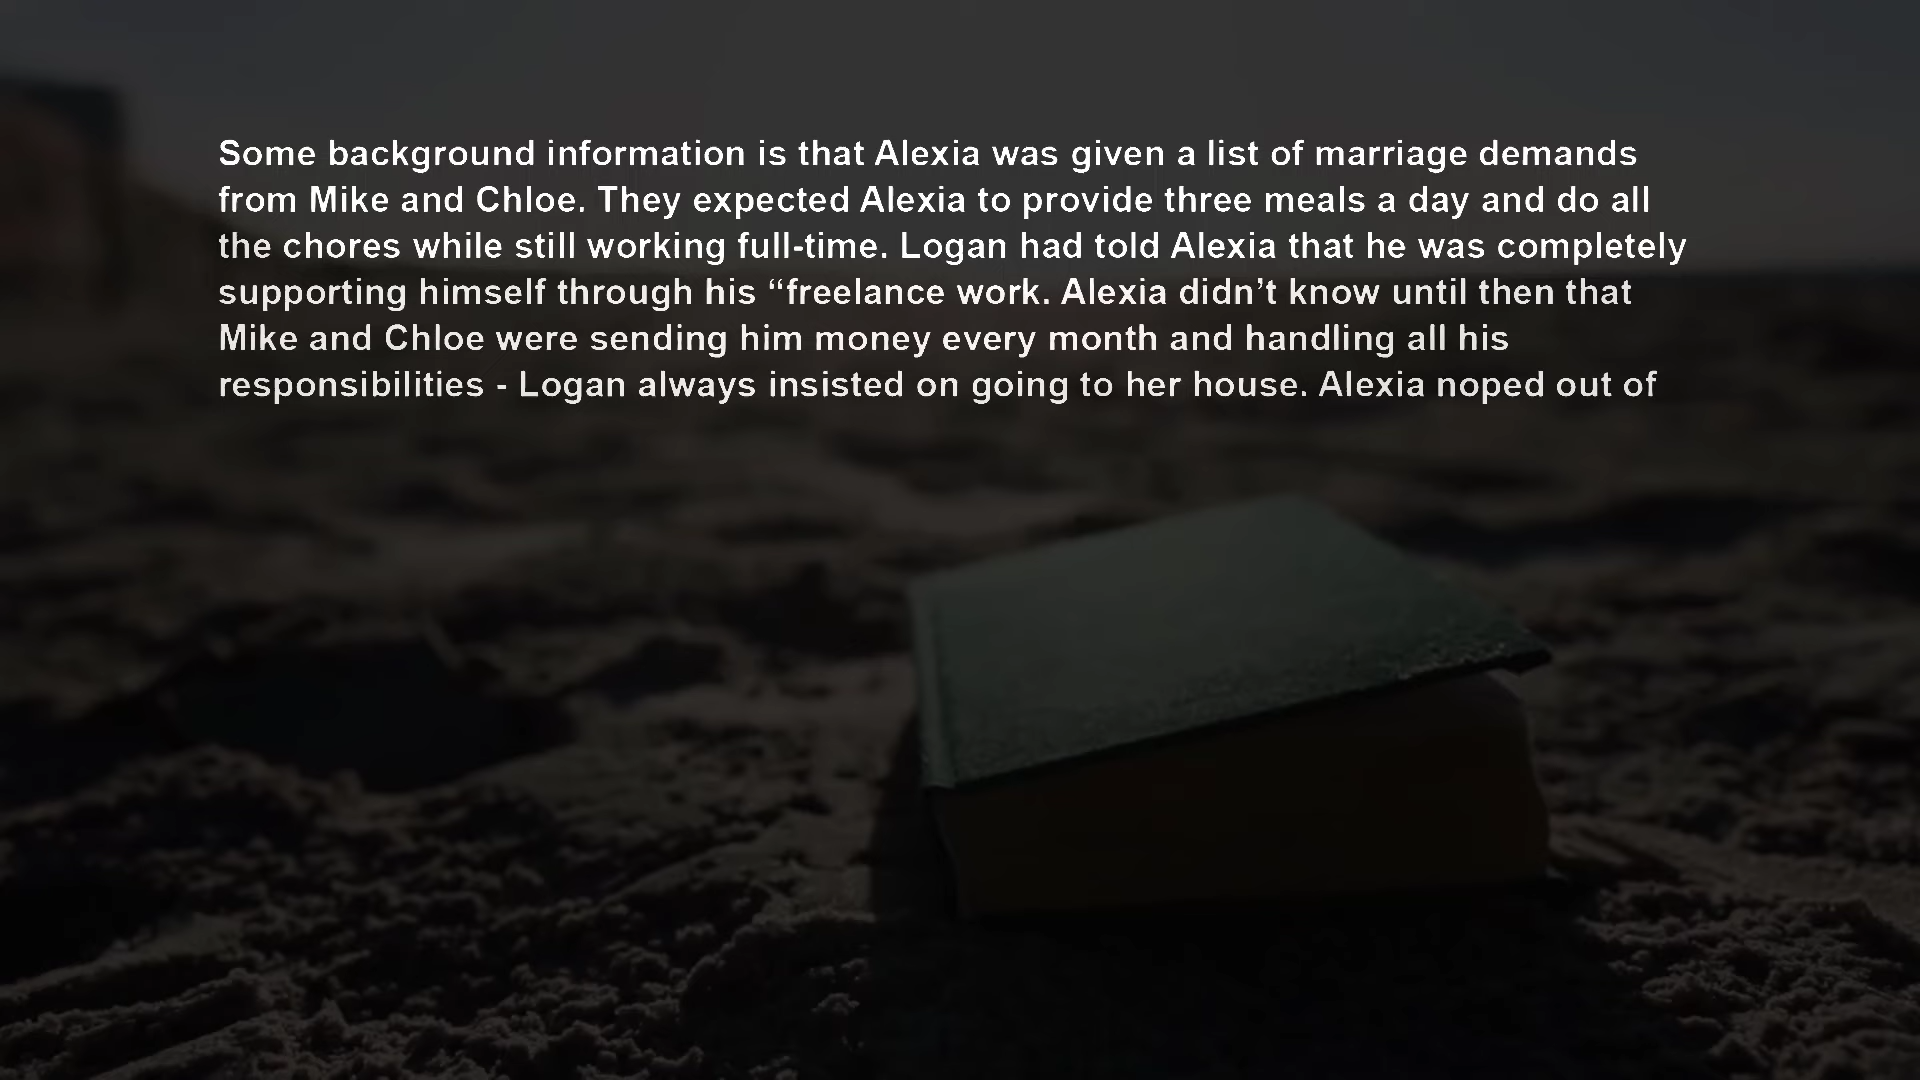 Some background information is that Alexia was given a list of marriage demands
from Mike and Chloe. They expected Alexia to provide three meals a day and do all
the chores while still working full-time. Logan had told Alexia that he was completely
supporting himself through his “freelance work. Alexia didn’t know until then that
Mike and Chloe were sending him money every month and handling all his
responsibilities - Logan always insisted on going to her house. Alexia noped out of